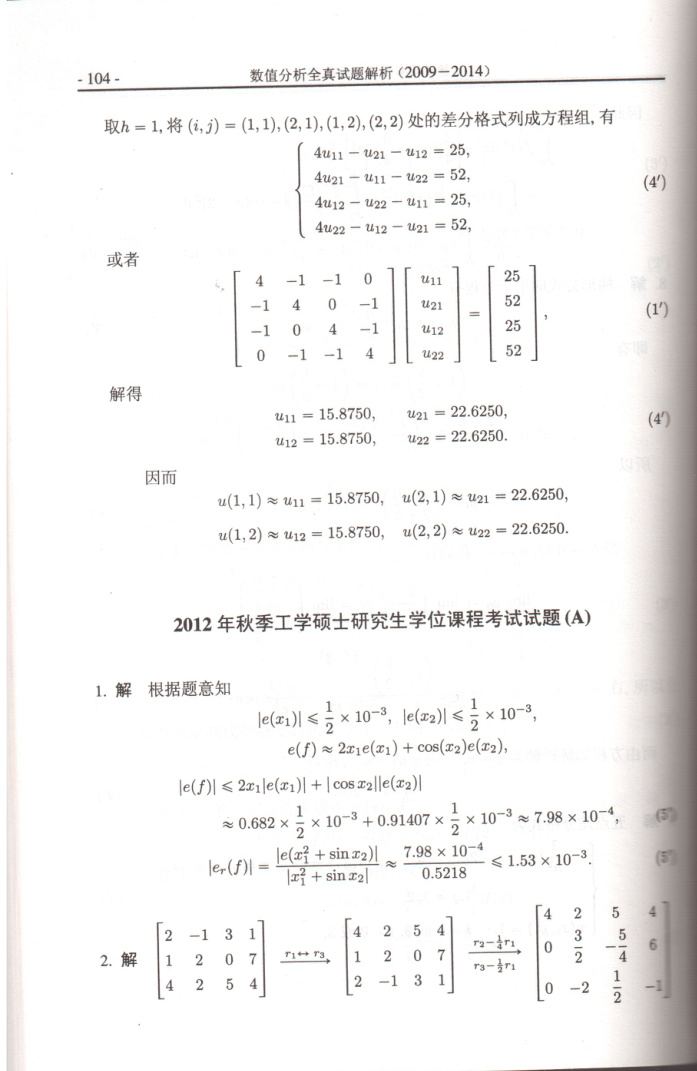 - 104 -
数值分析全真试题解析（2009－2014）
取h = 1, 将 (i, j) = (1, 1), (2, 1), (1, 2), (2, 2) 处的差分格式列成方程组, 有
4u₁₁ − u₂₁ − u₁₂ = 25,
4u₂₁ − u₁₁ − u₂₂ = 52,
(4′)
4u₁₂ − u₂₂ − u₁₁ = 25,
4u₂₂ − u₁₂ − u₂₁ = 52,
或者
[ 4 −1 −1 0 ] [ u₁₁ ] [ 25 ]
[ −1 4 0 −1 ] [ u₂₁ ] = [ 52 ] , (1′)
[ −1 0 4 −1 ] [ u₁₂ ] [ 25 ]
[ 0 −1 −1 4 ] [ u₂₂ ] [ 52 ]
解得
u₁₁ = 15.8750, u₂₁ = 22.6250,
(4′)
u₁₂ = 15.8750, u₂₂ = 22.6250.
因而
u(1, 1) ≈ u₁₁ = 15.8750, u(2, 1) ≈ u₂₁ = 22.6250,
u(1, 2) ≈ u₁₂ = 15.8750, u(2, 2) ≈ u₂₂ = 22.6250.
2012 年秋季工学硕士研究生学位课程考试试题 (A)
1. 解 根据题意知
|e(x₁)| ⩽ 1/2 × 10⁻³, |e(x₂)| ⩽ 1/2 × 10⁻³,
e(f) ≈ 2x₁e(x₁) + cos(x₂)e(x₂),
|e(f)| ⩽ 2x₁|e(x₁)| + | cos x₂||e(x₂)|
≈ 0.682 × 1/2 × 10⁻³ + 0.91407 × 1/2 × 10⁻³ ≈ 7.98 × 10⁻⁴, (5′)
|eᵣ(f)| = |e(x₁² + sin x₂)| / |x₁² + sin x₂| ≈ 7.98 × 10⁻⁴ / 0.5218 ⩽ 1.53 × 10⁻³. (5′)
2. 解 [ 2 −1 3 1 ; 1 2 0 7 ; 4 2 5 4 ] r₁↔r₃ [ 4 2 5 4 ; 1 2 0 7 ; 2 −1 3 1 ] r₂−1/4r₁ r₃−1/2r₁ [ 4 2 5 4 ; 0 3/2 −5/4 6 ; 0 −2 1/2 −1 ]